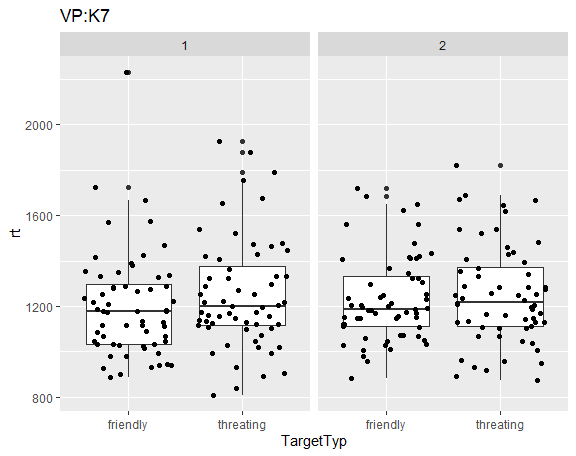 VP:K7
1
2
rt
2000
1600
1200
800
friendly
threating
friendly
threating
TargetTyp